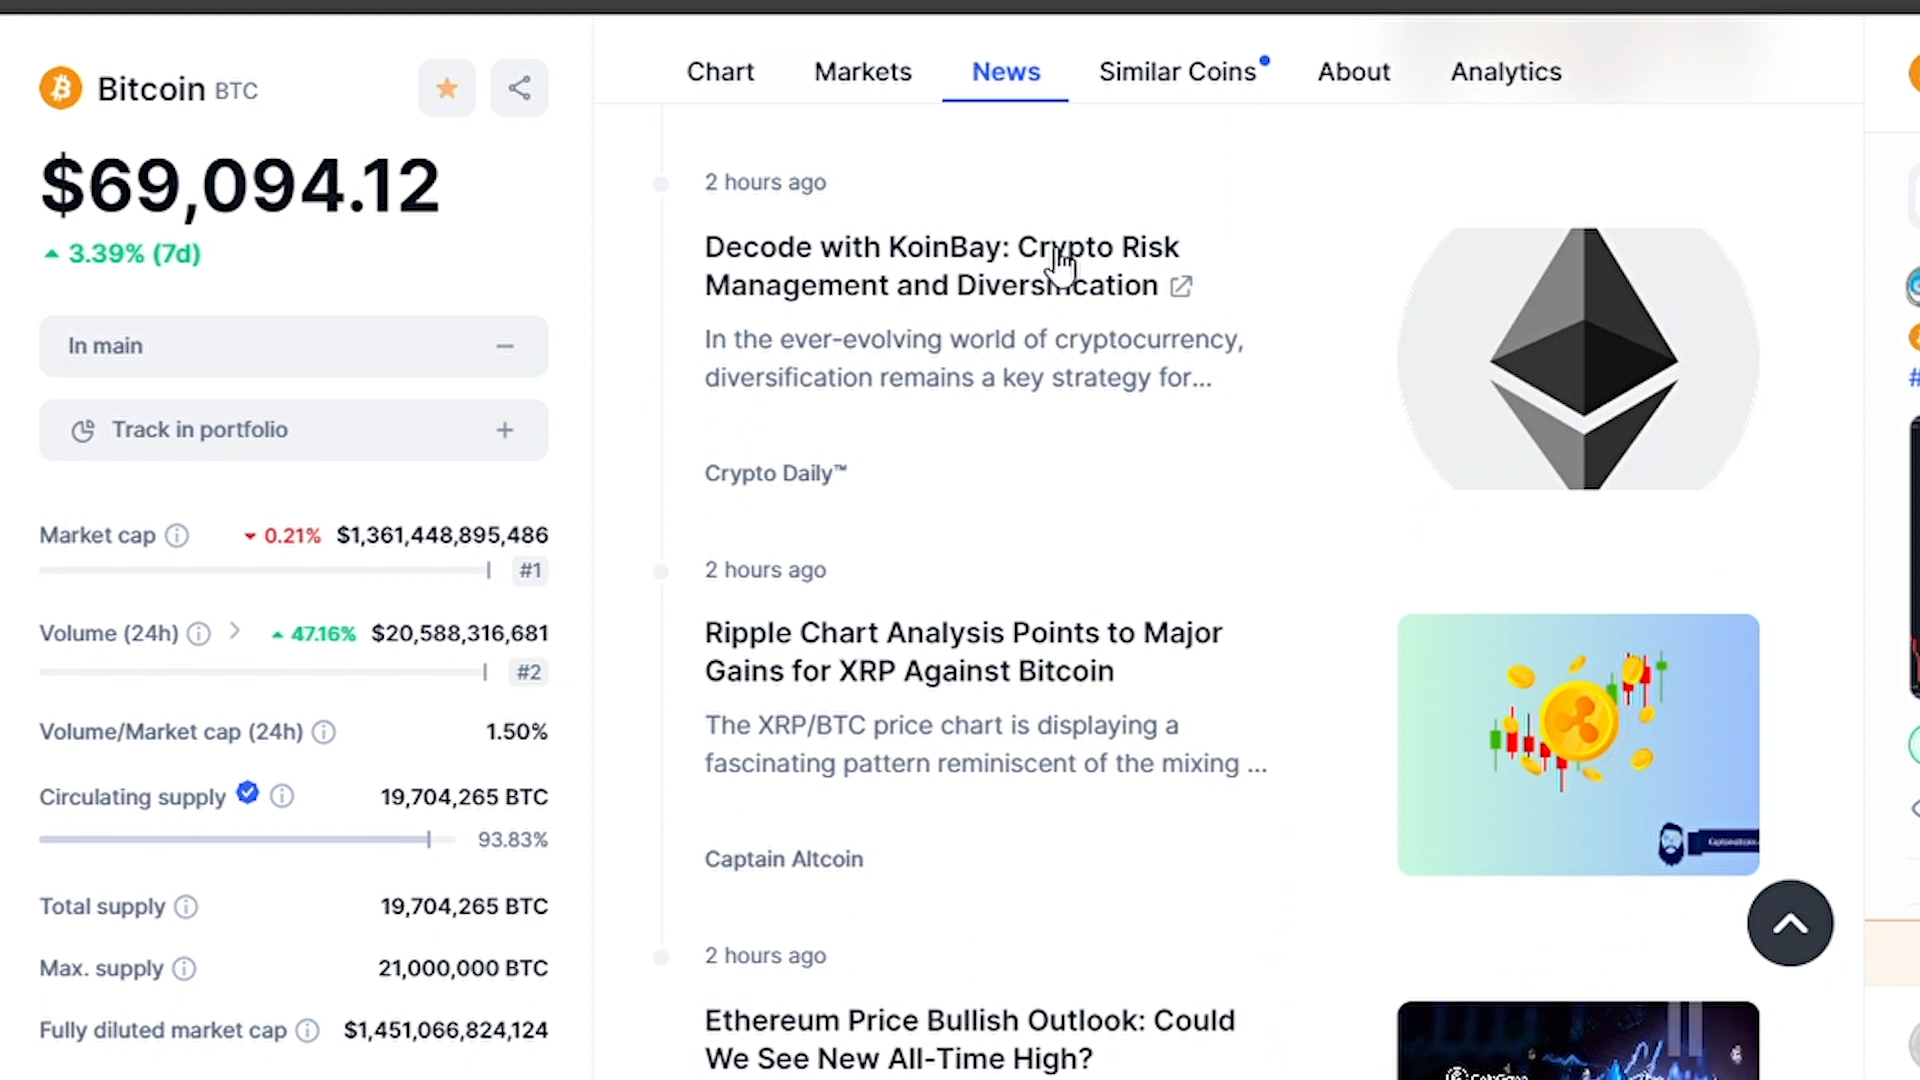 Bitcoin BTC
$69,094.12
3.39% (7d)
In main
Track in portfolio
Market cap 0.21% $1,361,448,895,486
#1
Volume (24h) 47.16% $20,588,316,681
#2
Volume/Market cap (24h) 1.50%
Circulating supply 19,704,265 BTC
93.83%
Total supply 19,704,265 BTC
Max. supply 21,000,000 BTC
Fully diluted market cap $1,451,066,824,124
Chart Markets News Similar Coins About Analytics
2 hours ago
Decode with KoinBay: Crypto Risk
Management and Diversification
In the ever-evolving world of cryptocurrency,
diversification remains a key strategy for...
Crypto Daily™
2 hours ago
Ripple Chart Analysis Points to Major
Gains for XRP Against Bitcoin
The XRP/BTC price chart is displaying a
fascinating pattern reminiscent of the mixing ...
Captain Altcoin
2 hours ago
Ethereum Price Bullish Outlook: Could
We See New All-Time High?
#